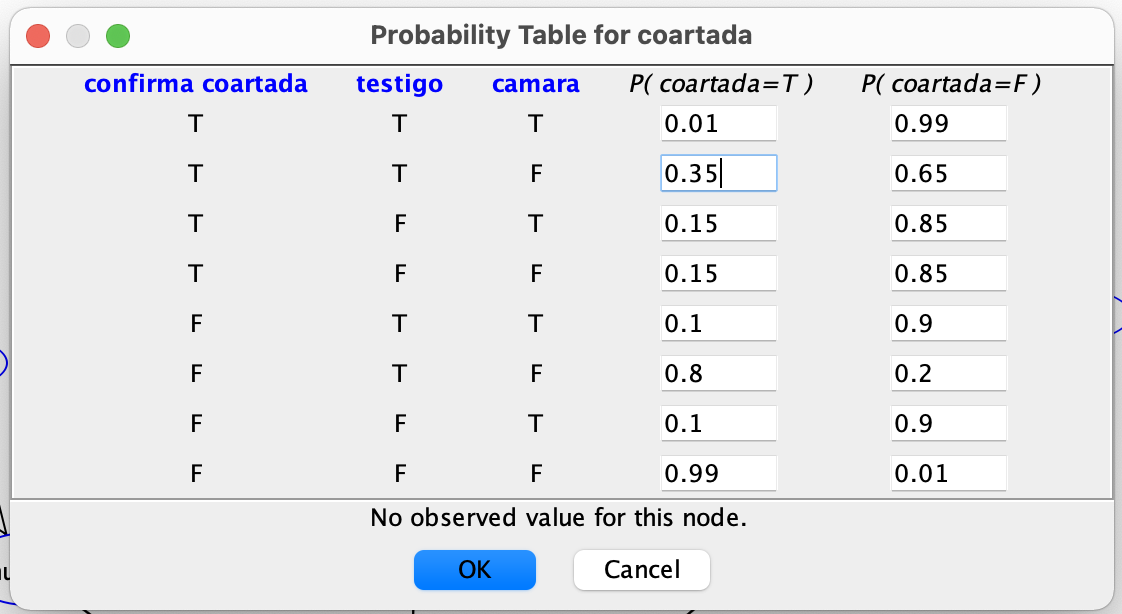 Probability Table for coartada
confirma coartada testigo camara P( coartada=T ) P( coartada=F )
T T T 0.01 0.99
T T F 0.35 0.65
T F T 0.15 0.85
T F F 0.15 0.85
F T T 0.1 0.9
F T F 0.8 0.2
F F T 0.1 0.9
F F F 0.99 0.01
No observed value for this node.
OK Cancel